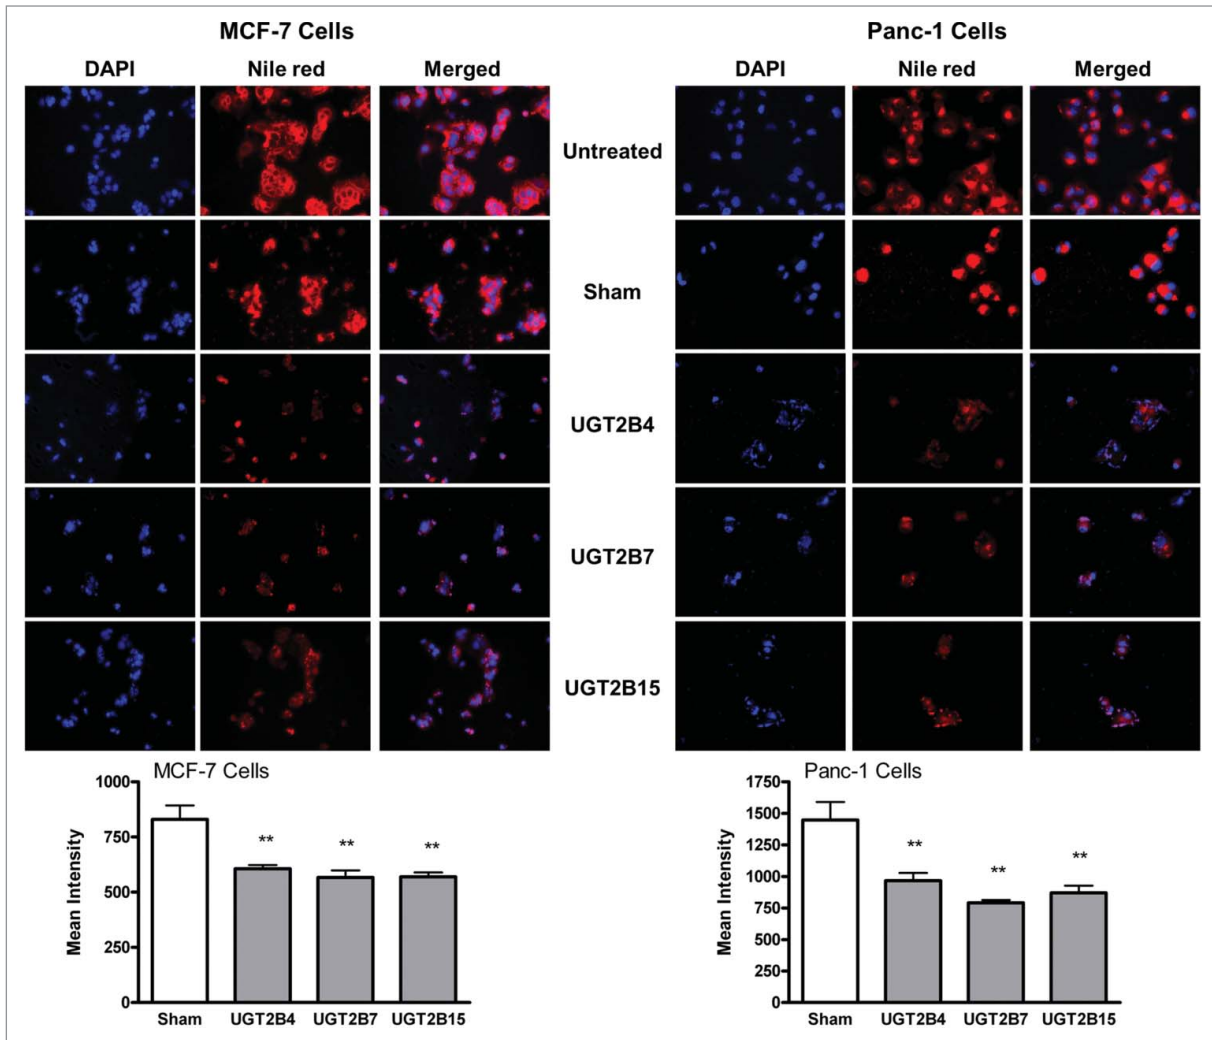 MCF-7 Cells
Panc-1 Cells
DAPI Nile red Merged
DAPI Nile red Merged
Untreated
Sham
UGT2B4
UGT2B7
UGT2B15
MCF-7 Cells
1000
750
500
250
0
Mean Intensity
**
**
**
Sham UGT2B4 UGT2B7 UGT2B15
Panc-1 Cells
1750
1500
1250
1000
750
500
250
0
Mean Intensity
**
**
**
Sham UGT2B4 UGT2B7 UGT2B15